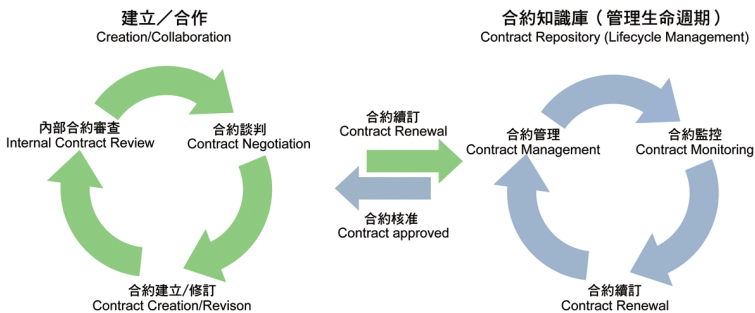 建立／合作
Creation/Collaboration
內部合約審查
Internal Contract Review
合約談判
Contract Negotiation
合約建立/修訂
Contract Creation/Revison
合約續訂
Contract Renewal
合約核准
Contract approved
合約知識庫（管理生命週期）
Contract Repository (Lifecycle Management)
合約管理
Contract Management
合約監控
Contract Monitoring
合約續訂
Contract Renewal